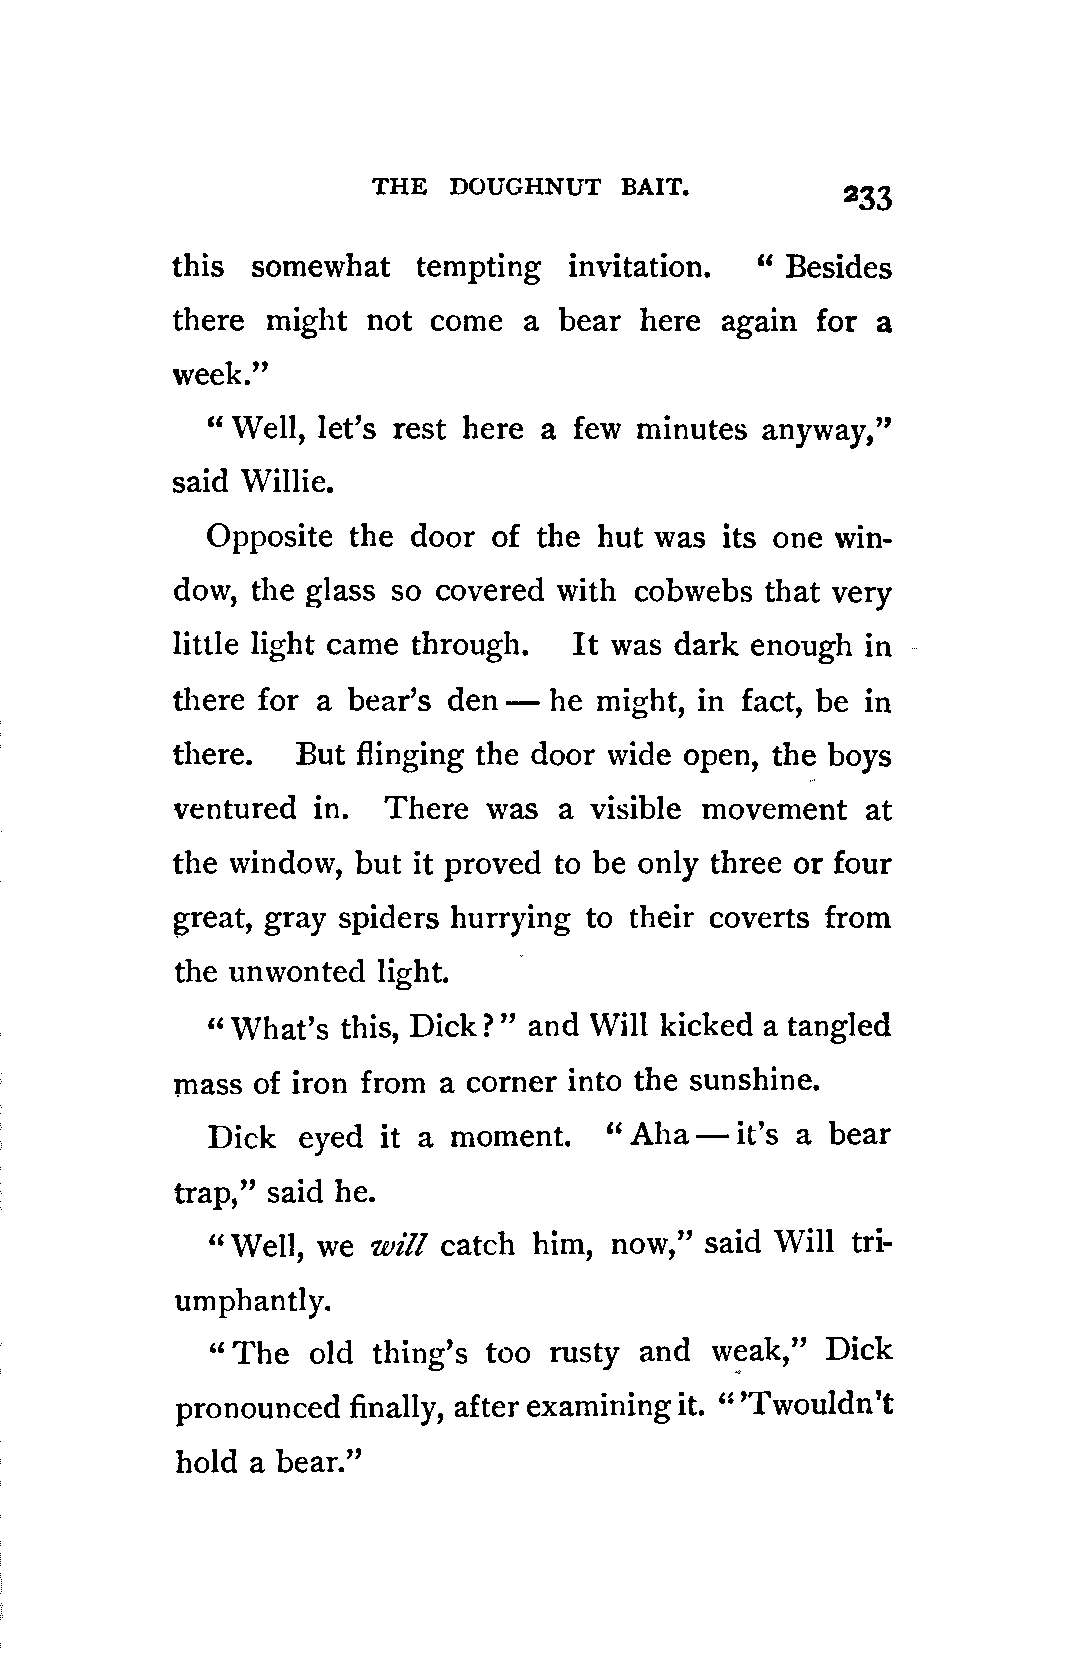 THE DOUGHNUT BAIT. 233
this somewhat tempting invitation. “ Besides
there might not come a bear here again for a
week.”
“ Well, let’s rest here a few minutes anyway,”
said Willie.
Opposite the door of the hut was its one win-
dow, the glass so covered with cobwebs that very
little light came through. It was dark enough in
there for a bear’s den — he might, in fact, be in
there. But flinging the door wide open, the boys
ventured in. There was a visible movement at
the window, but it proved to be only three or four
great, gray spiders hurrying to their coverts from
the unwonted light.
“ What’s this, Dick ? ” and Will kicked a tangled
mass of iron from a corner into the sunshine.
Dick eyed it a moment. “ Aha — it’s a bear
trap,” said he.
“ Well, we will catch him, now,” said Will tri-
umphantly.
“ The old thing’s too rusty and weak,” Dick
pronounced finally, after examining it. “ ’Twouldn’t
hold a bear.”